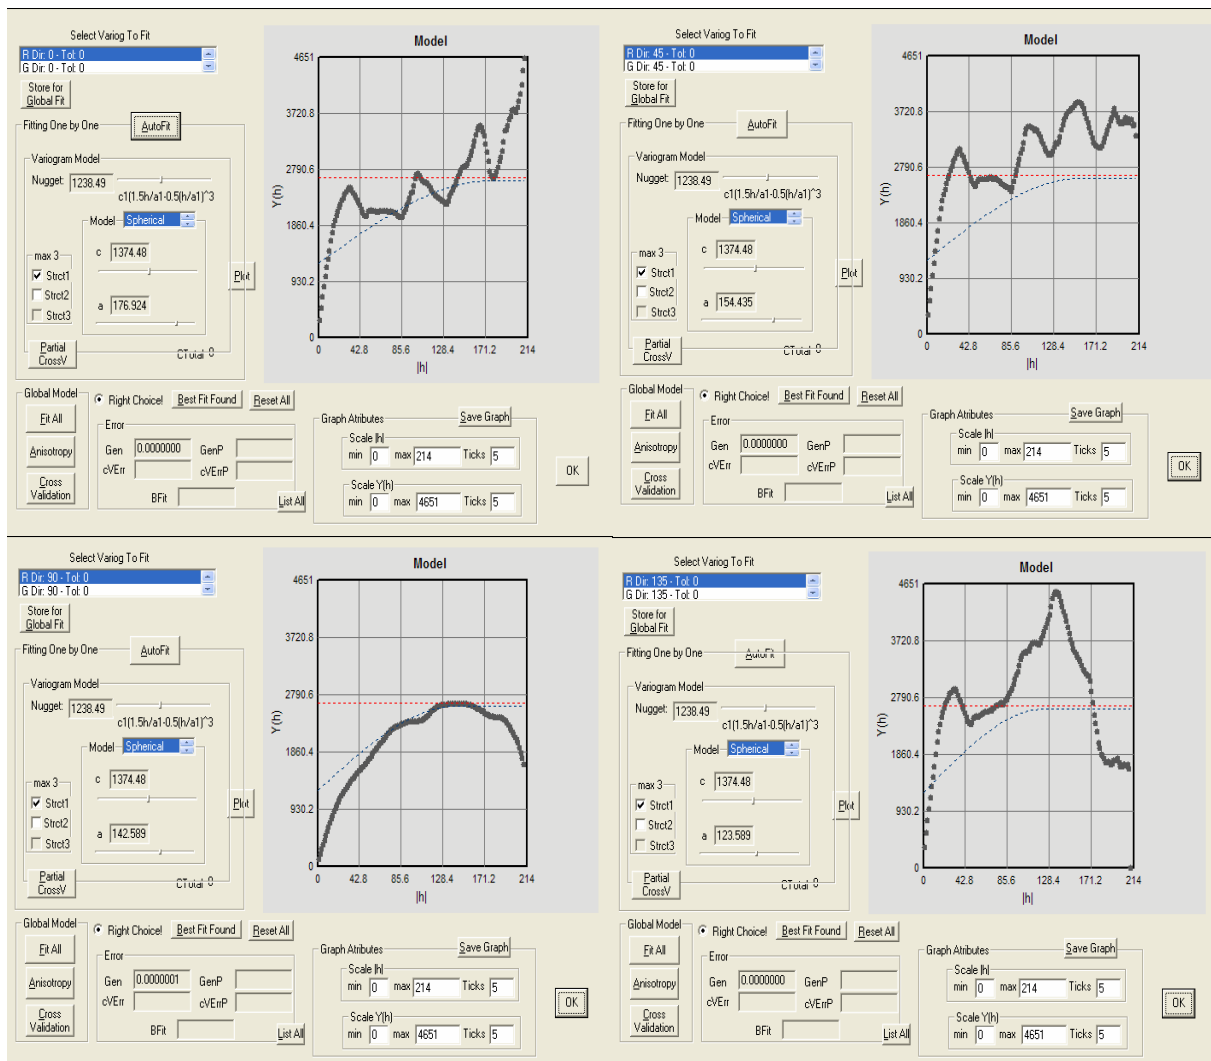 Select Variog To Fit
R Dir: 0 - Tol: 0
G Dir: 0 - Tol: 0
Store for
Global Fit
Fitting One by One
AutoFit
Variogram Model
Nugget: 1238.49
c1(1.5h/a1-0.5(h/a1)^3
Model Spherical
max 3
c 1374.48
Strct1
Strct2
a 176.924
Strct3
Plot
Partial
CrossV
CTotal 0
Model
4651
3720.8
2790.6
1860.4
930.2
0
Y(h)
0 42.8 85.6 128.4 171.2 214
|h|
Global Model
Fit All
Anisotropy
Cross
Validation
Right Choice! Best Fit Found Reset All
Error
Gen 0.0000000 GenP
cVErr cVErrP
BFit
List All
Graph Atributes Save Graph
Scale |h|
min 0 max 214 Ticks 5
Scale Y(h)
min 0 max 4651 Ticks 5
OK
Select Variog To Fit
R Dir: 45 - Tol: 0
G Dir: 45 - Tol: 0
Store for
Global Fit
Fitting One by One
AutoFit
Variogram Model
Nugget: 1238.49
c1(1.5h/a1-0.5(h/a1)^3
Model Spherical
max 3
c 1374.48
Strct1
Strct2
a 154.435
Strct3
Plot
Partial
CrossV
CTotal 0
Model
4651
3720.8
2790.6
1860.4
930.2
0
Y(h)
0 42.8 85.6 128.4 171.2 214
|h|
Global Model
Fit All
Anisotropy
Cross
Validation
Right Choice! Best Fit Found Reset All
Error
Gen 0.0000000 GenP
cVErr cVErrP
BFit
List All
Graph Atributes Save Graph
Scale |h|
min 0 max 214 Ticks 5
Scale Y(h)
min 0 max 4651 Ticks 5
OK
Select Variog To Fit
R Dir: 90 - Tol: 0
G Dir: 90 - Tol: 0
Store for
Global Fit
Fitting One by One
AutoFit
Variogram Model
Nugget: 1238.49
c1(1.5h/a1-0.5(h/a1)^3
Model Spherical
max 3
c 1374.48
Strct1
Strct2
a 142.589
Strct3
Plot
Partial
CrossV
CTotal 0
Model
4651
3720.8
2790.6
1860.4
930.2
0
Y(h)
0 42.8 85.6 128.4 171.2 214
|h|
Global Model
Fit All
Anisotropy
Cross
Validation
Right Choice! Best Fit Found Reset All
Error
Gen 0.0000001 GenP
cVErr cVErrP
BFit
List All
Graph Atributes Save Graph
Scale |h|
min 0 max 214 Ticks 5
Scale Y(h)
min 0 max 4651 Ticks 5
OK
Select Variog To Fit
R Dir: 135 - Tol: 0
G Dir: 135 - Tol: 0
Store for
Global Fit
Fitting One by One
AutoFit
Variogram Model
Nugget: 1238.49
c1(1.5h/a1-0.5(h/a1)^3
Model Spherical
max 3
c 1374.48
Strct1
Strct2
a 123.589
Strct3
Plot
Partial
CrossV
CTotal 0
Model
4651
3720.8
2790.6
1860.4
930.2
0
Y(h)
0 42.8 85.6 128.4 171.2 214
|h|
Global Model
Fit All
Anisotropy
Cross
Validation
Right Choice! Best Fit Found Reset All
Error
Gen 0.0000000 GenP
cVErr cVErrP
BFit
List All
Graph Atributes Save Graph
Scale |h|
min 0 max 214 Ticks 5
Scale Y(h)
min 0 max 4651 Ticks 5
OK